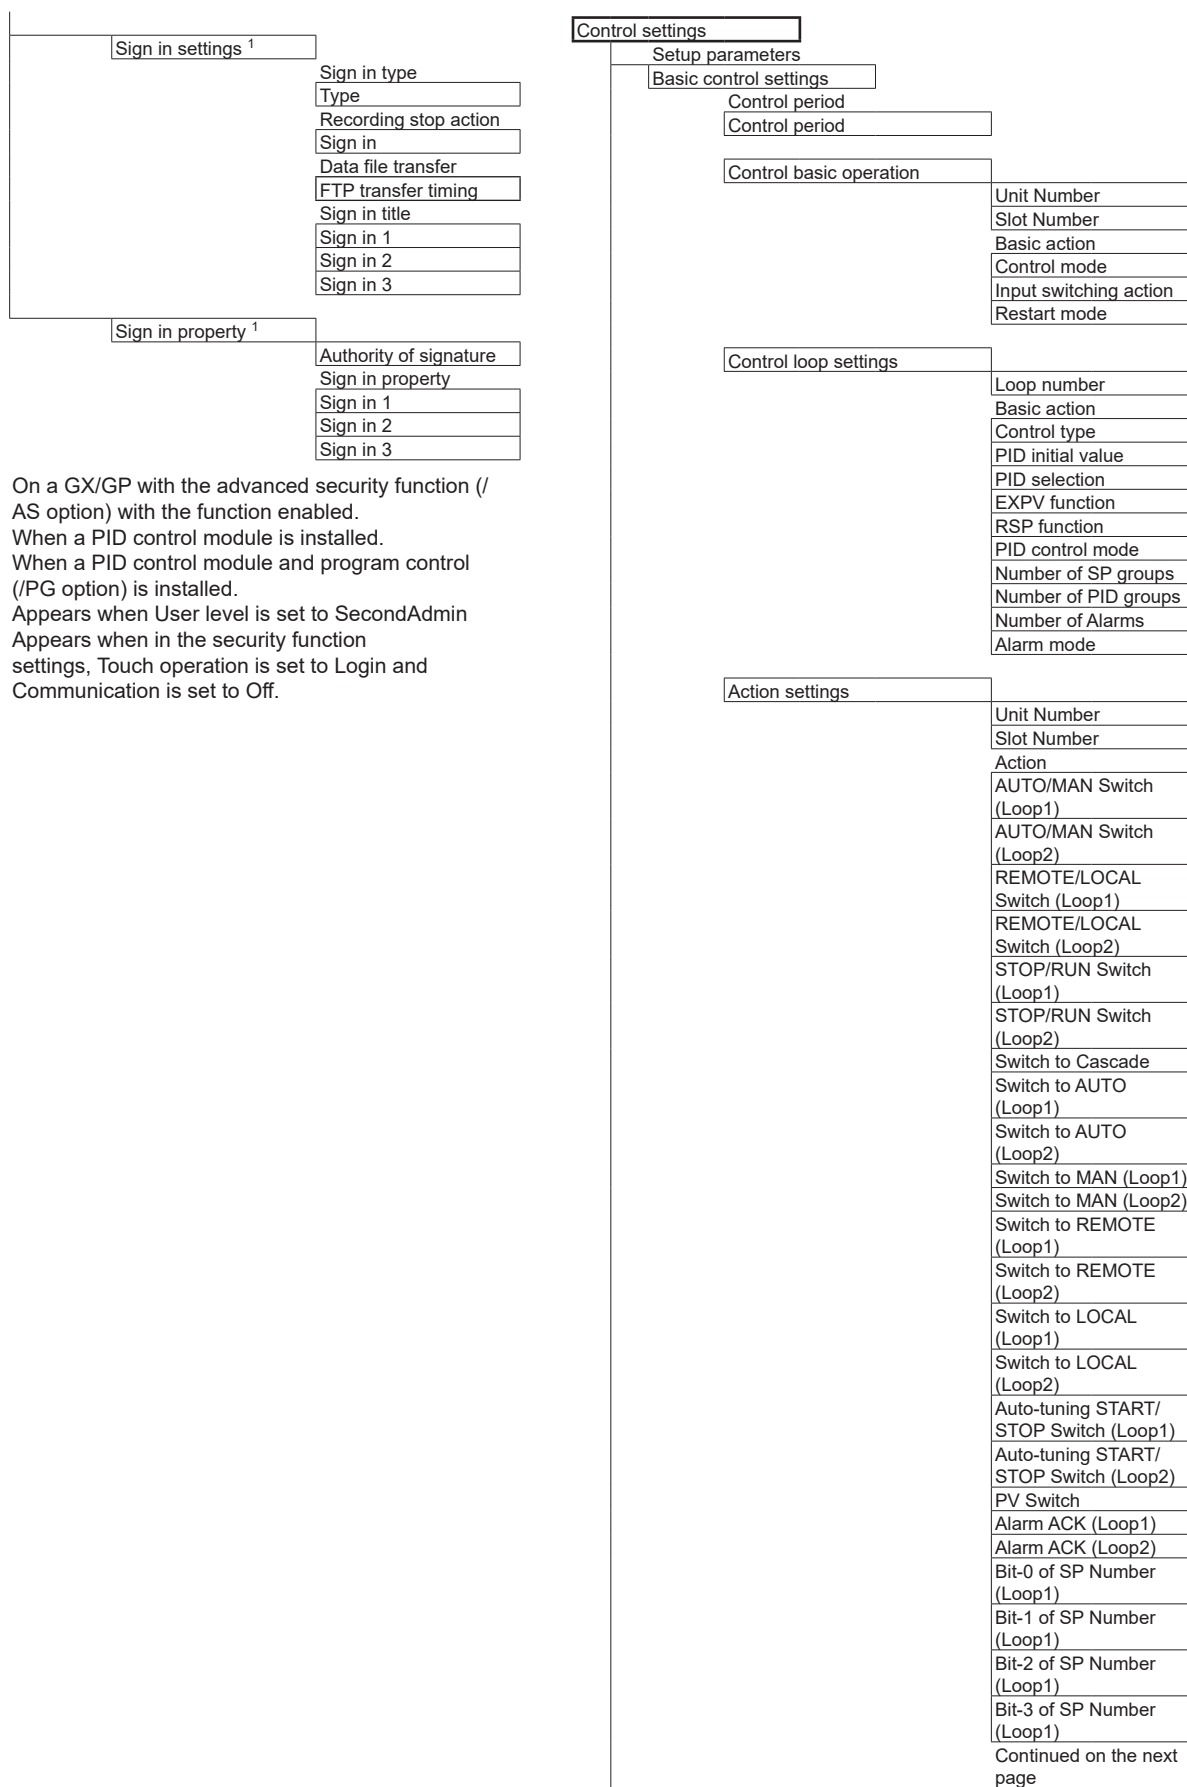 Sign in settings 1
Sign in type
Type
Recording stop action
Sign in
Data file transfer
FTP transfer timing
Sign in title
Sign in 1
Sign in 2
Sign in 3
Sign in property 1
Authority of signature
Sign in property
Sign in 1
Sign in 2
Sign in 3
On a GX/GP with the advanced security function (/
AS option) with the function enabled.
When a PID control module is installed.
When a PID control module and program control
(/PG option) is installed.
Appears when User level is set to SecondAdmin
Appears when in the security function
settings, Touch operation is set to Login and
Communication is set to Off.
Control settings
Setup parameters
Basic control settings
Control period
Control period
Control basic operation
Unit Number
Slot Number
Basic action
Control mode
Input switching action
Restart mode
Control loop settings
Loop number
Basic action
Control type
PID initial value
PID selection
EXPV function
RSP function
PID control mode
Number of SP groups
Number of PID groups
Number of Alarms
Alarm mode
Action settings
Unit Number
Slot Number
Action
AUTO/MAN Switch
(Loop1)
AUTO/MAN Switch
(Loop2)
REMOTE/LOCAL
Switch (Loop1)
REMOTE/LOCAL
Switch (Loop2)
STOP/RUN Switch
(Loop1)
STOP/RUN Switch
(Loop2)
Switch to Cascade
Switch to AUTO
(Loop1)
Switch to AUTO
(Loop2)
Switch to MAN (Loop1)
Switch to MAN (Loop2)
Switch to REMOTE
(Loop1)
Switch to REMOTE
(Loop2)
Switch to LOCAL
(Loop1)
Switch to LOCAL
(Loop2)
Auto-tuning START/
STOP Switch (Loop1)
Auto-tuning START/
STOP Switch (Loop2)
PV Switch
Alarm ACK (Loop1)
Alarm ACK (Loop2)
Bit-0 of SP Number
(Loop1)
Bit-1 of SP Number
(Loop1)
Bit-2 of SP Number
(Loop1)
Bit-3 of SP Number
(Loop1)
Continued on the next
page